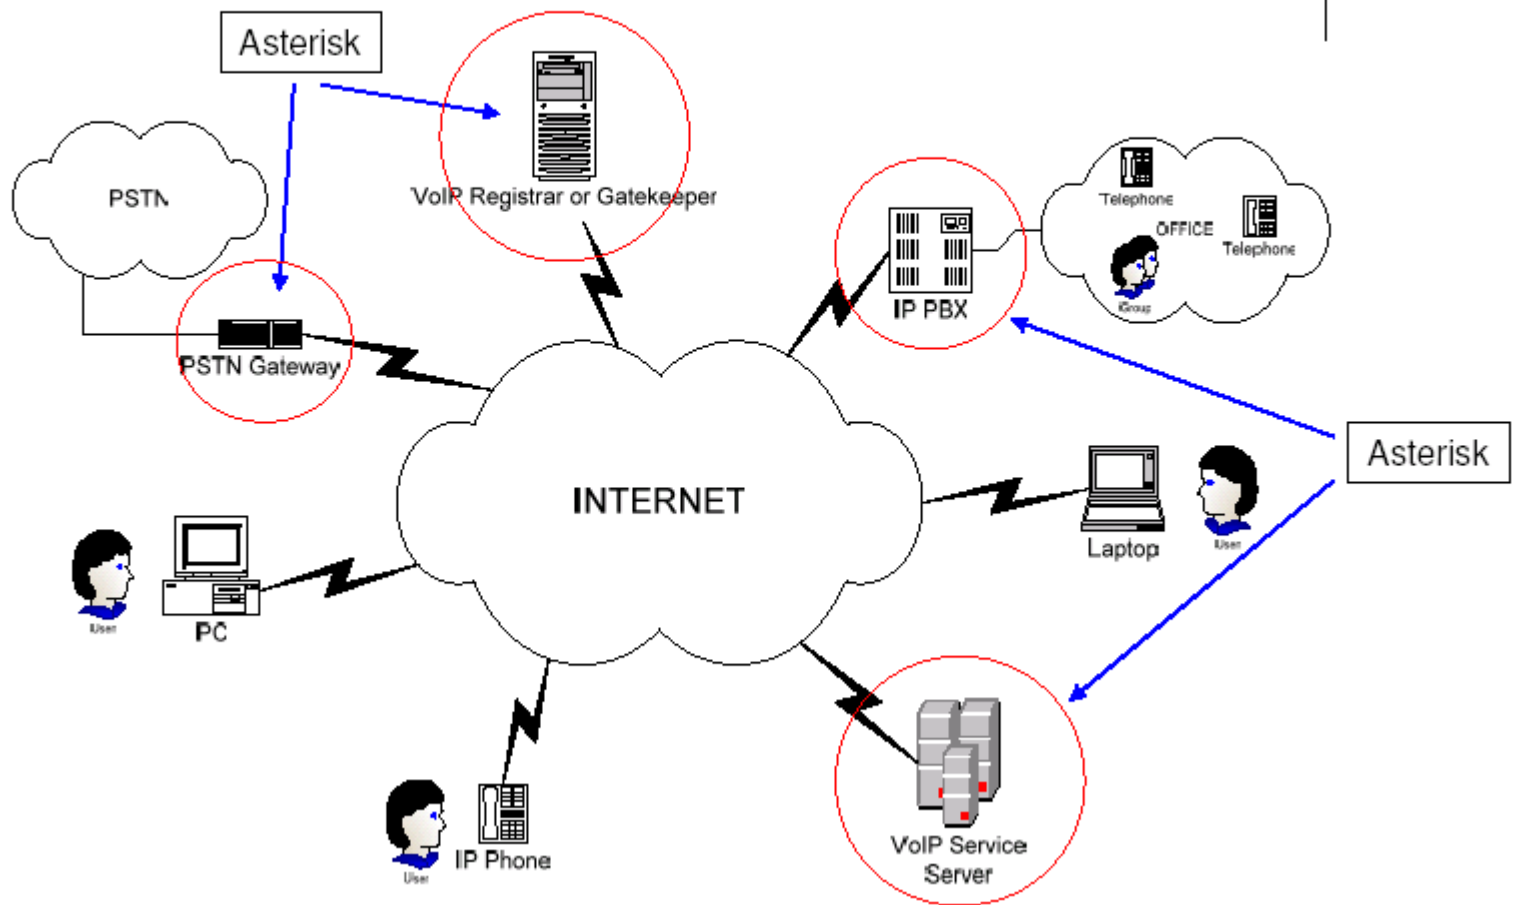 Asterisk
VoIP Registrar or Gatekeeper
PSTN
Telephone
OFFICE
Telephone
Group
IP PBX
PSTN Gateway
Asterisk
INTERNET
Laptop
User
User
PC
IP Phone
User
VoIP Service
Server